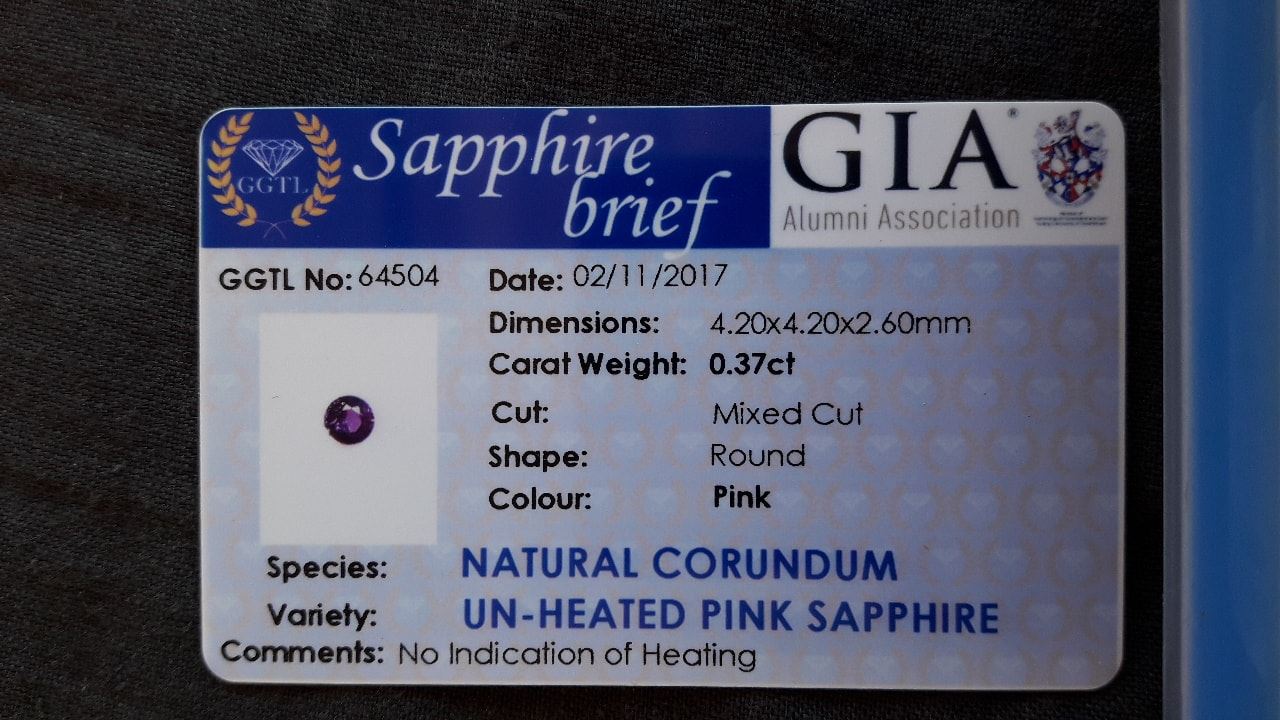 GGTL
Sapphire
brief
GIA®
Alumni Association
GGTL No: 64504
Date: 02/11/2017
Dimensions: 4.20x4.20x2.60mm
Carat Weight: 0.37ct
Cut: Mixed Cut
Shape: Round
Colour: Pink
Species: NATURAL CORUNDUM
Variety: UN-HEATED PINK SAPPHIRE
Comments: No Indication of Heating